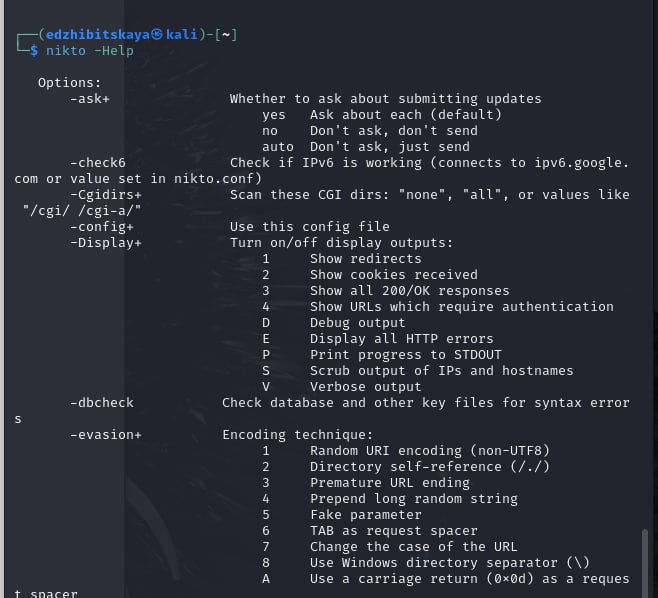 ┌──(edzhibitskaya㉿kali)-[~]
└─$ nikto -Help
Options:
-ask+ Whether to ask about submitting updates
yes Ask about each (default)
no Don't ask, don't send
auto Don't ask, just send
-check6 Check if IPv6 is working (connects to ipv6.google.
com or value set in nikto.conf)
-Cgidirs+ Scan these CGI dirs: "none", "all", or values like
"/cgi/ /cgi-a/"
-config+ Use this config file
-Display+ Turn on/off display outputs:
1 Show redirects
2 Show cookies received
3 Show all 200/OK responses
4 Show URLs which require authentication
D Debug output
E Display all HTTP errors
P Print progress to STDOUT
S Scrub output of IPs and hostnames
V Verbose output
-dbcheck Check database and other key files for syntax error
s
-evasion+ Encoding technique:
1 Random URI encoding (non-UTF8)
2 Directory self-reference (/./)
3 Premature URL ending
4 Prepend long random string
5 Fake parameter
6 TAB as request spacer
7 Change the case of the URL
8 Use Windows directory separator (\)
A Use a carriage return (0x0d) as a reques
t spacer